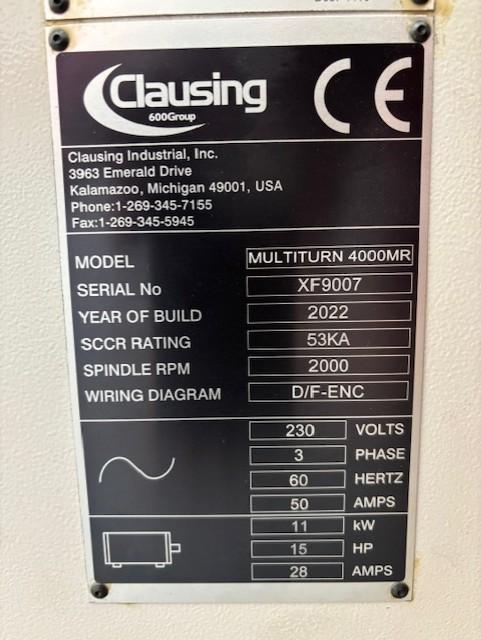 Clausing
600Group
CE
Clausing Industrial, Inc.
3963 Emerald Drive
Kalamazoo, Michigan 49001, USA
Phone:1-269-345-7155
Fax:1-269-345-5945
MODEL MULTITURN 4000MR
SERIAL No XF9007
YEAR OF BUILD 2022
SCCR RATING 53KA
SPINDLE RPM 2000
WIRING DIAGRAM D/F-ENC
230 VOLTS
3 PHASE
60 HERTZ
50 AMPS
11 kW
15 HP
28 AMPS